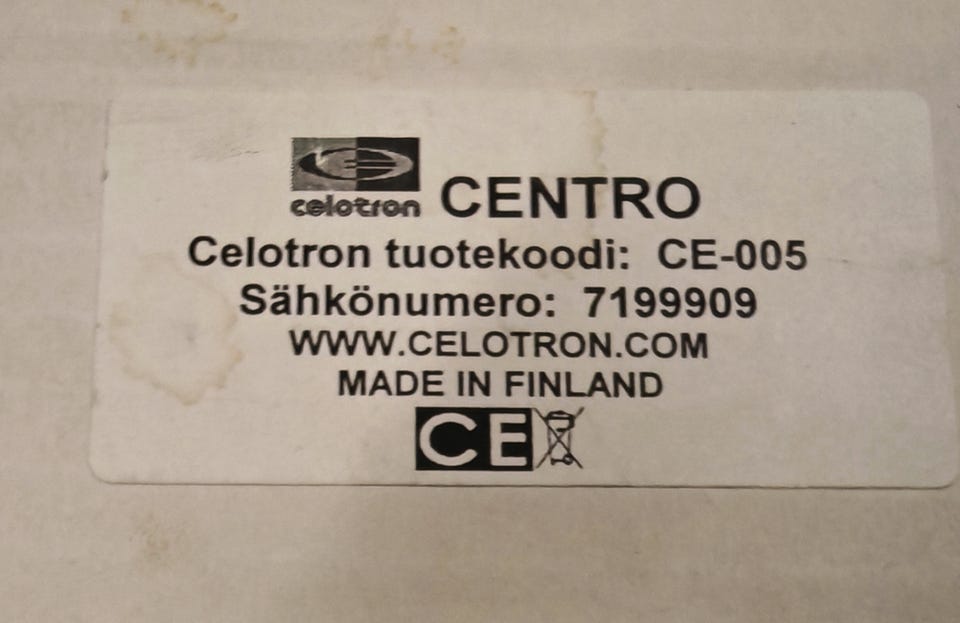 celotron CENTRO
Celotron tuotekoodi: CE-005
Sähkönumero: 7199909
WWW.CELOTRON.COM
MADE IN FINLAND
CE